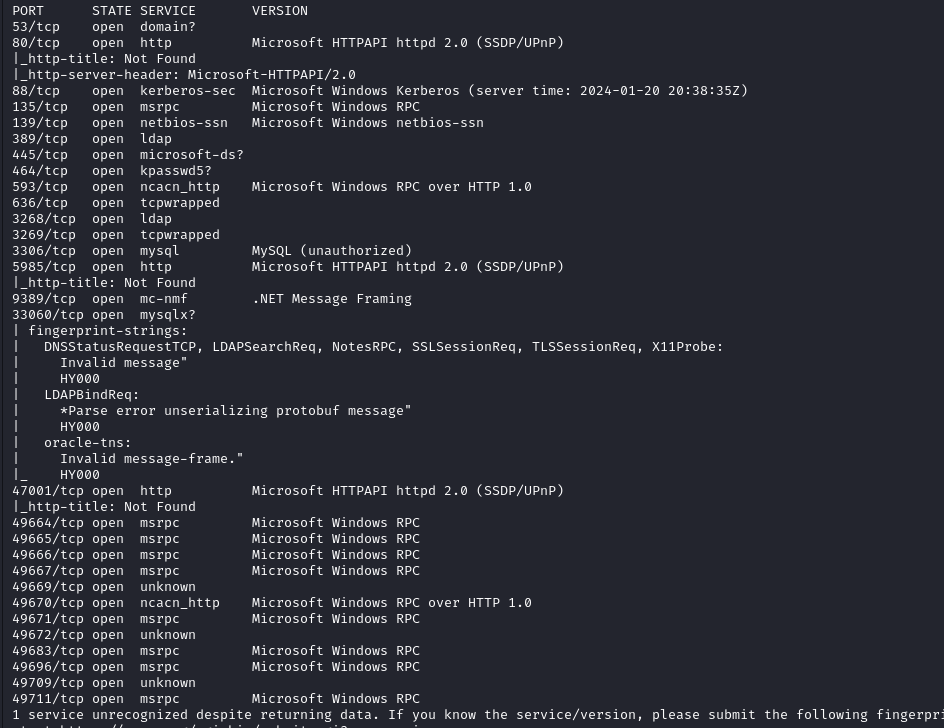 PORT      STATE SERVICE       VERSION
53/tcp    open  domain?
80/tcp    open  http          Microsoft HTTPAPI httpd 2.0 (SSDP/UPnP)
|_http-title: Not Found
|_http-server-header: Microsoft-HTTPAPI/2.0
88/tcp    open  kerberos-sec  Microsoft Windows Kerberos (server time: 2024-01-20 20:38:35Z)
135/tcp   open  msrpc         Microsoft Windows RPC
139/tcp   open  netbios-ssn   Microsoft Windows netbios-ssn
389/tcp   open  ldap
445/tcp   open  microsoft-ds?
464/tcp   open  kpasswd5?
593/tcp   open  ncacn_http    Microsoft Windows RPC over HTTP 1.0
636/tcp   open  tcpwrapped
3268/tcp  open  ldap
3269/tcp  open  tcpwrapped
3306/tcp  open  mysql         MySQL (unauthorized)
5985/tcp  open  http          Microsoft HTTPAPI httpd 2.0 (SSDP/UPnP)
|_http-title: Not Found
9389/tcp  open  mc-nmf        .NET Message Framing
33060/tcp open  mysqlx?
| fingerprint-strings:
|   DNSStatusRequestTCP, LDAPSearchReq, NotesRPC, SSLSessionReq, TLSSessionReq, X11Probe:
|     Invalid message"
|     HY000
|   LDAPBindReq:
|     *Parse error unserializing protobuf message"
|     HY000
|   oracle-tns:
|     Invalid message-frame."
|_    HY000
47001/tcp open  http          Microsoft HTTPAPI httpd 2.0 (SSDP/UPnP)
|_http-title: Not Found
49664/tcp open  msrpc         Microsoft Windows RPC
49665/tcp open  msrpc         Microsoft Windows RPC
49666/tcp open  msrpc         Microsoft Windows RPC
49667/tcp open  msrpc         Microsoft Windows RPC
49669/tcp open  unknown
49670/tcp open  ncacn_http    Microsoft Windows RPC over HTTP 1.0
49671/tcp open  msrpc         Microsoft Windows RPC
49672/tcp open  unknown
49683/tcp open  msrpc         Microsoft Windows RPC
49696/tcp open  msrpc         Microsoft Windows RPC
49709/tcp open  unknown
49711/tcp open  msrpc         Microsoft Windows RPC
1 service unrecognized despite returning data. If you know the service/version, please submit the following fingerpri